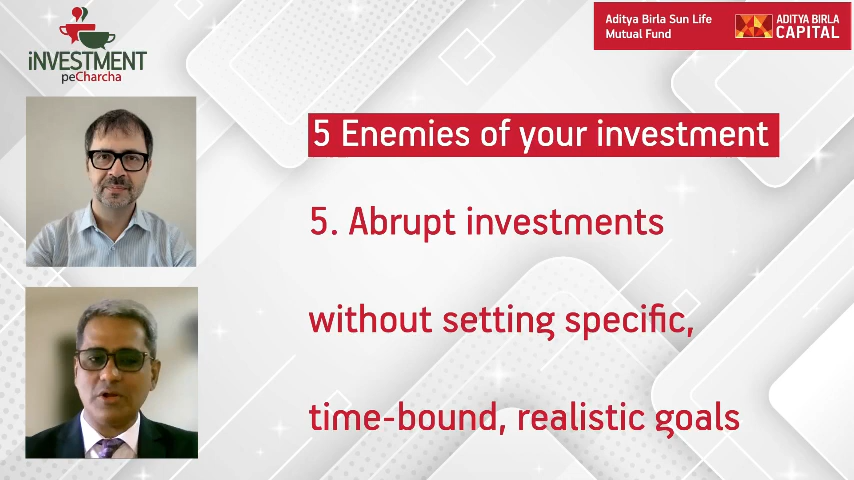 iNVESTMENT
peCharcha
Aditya Birla Sun Life
Mutual Fund
ADITYA BIRLA
CAPITAL
5 Enemies of your investment
5. Abrupt investments
without setting specific,
time-bound, realistic goals